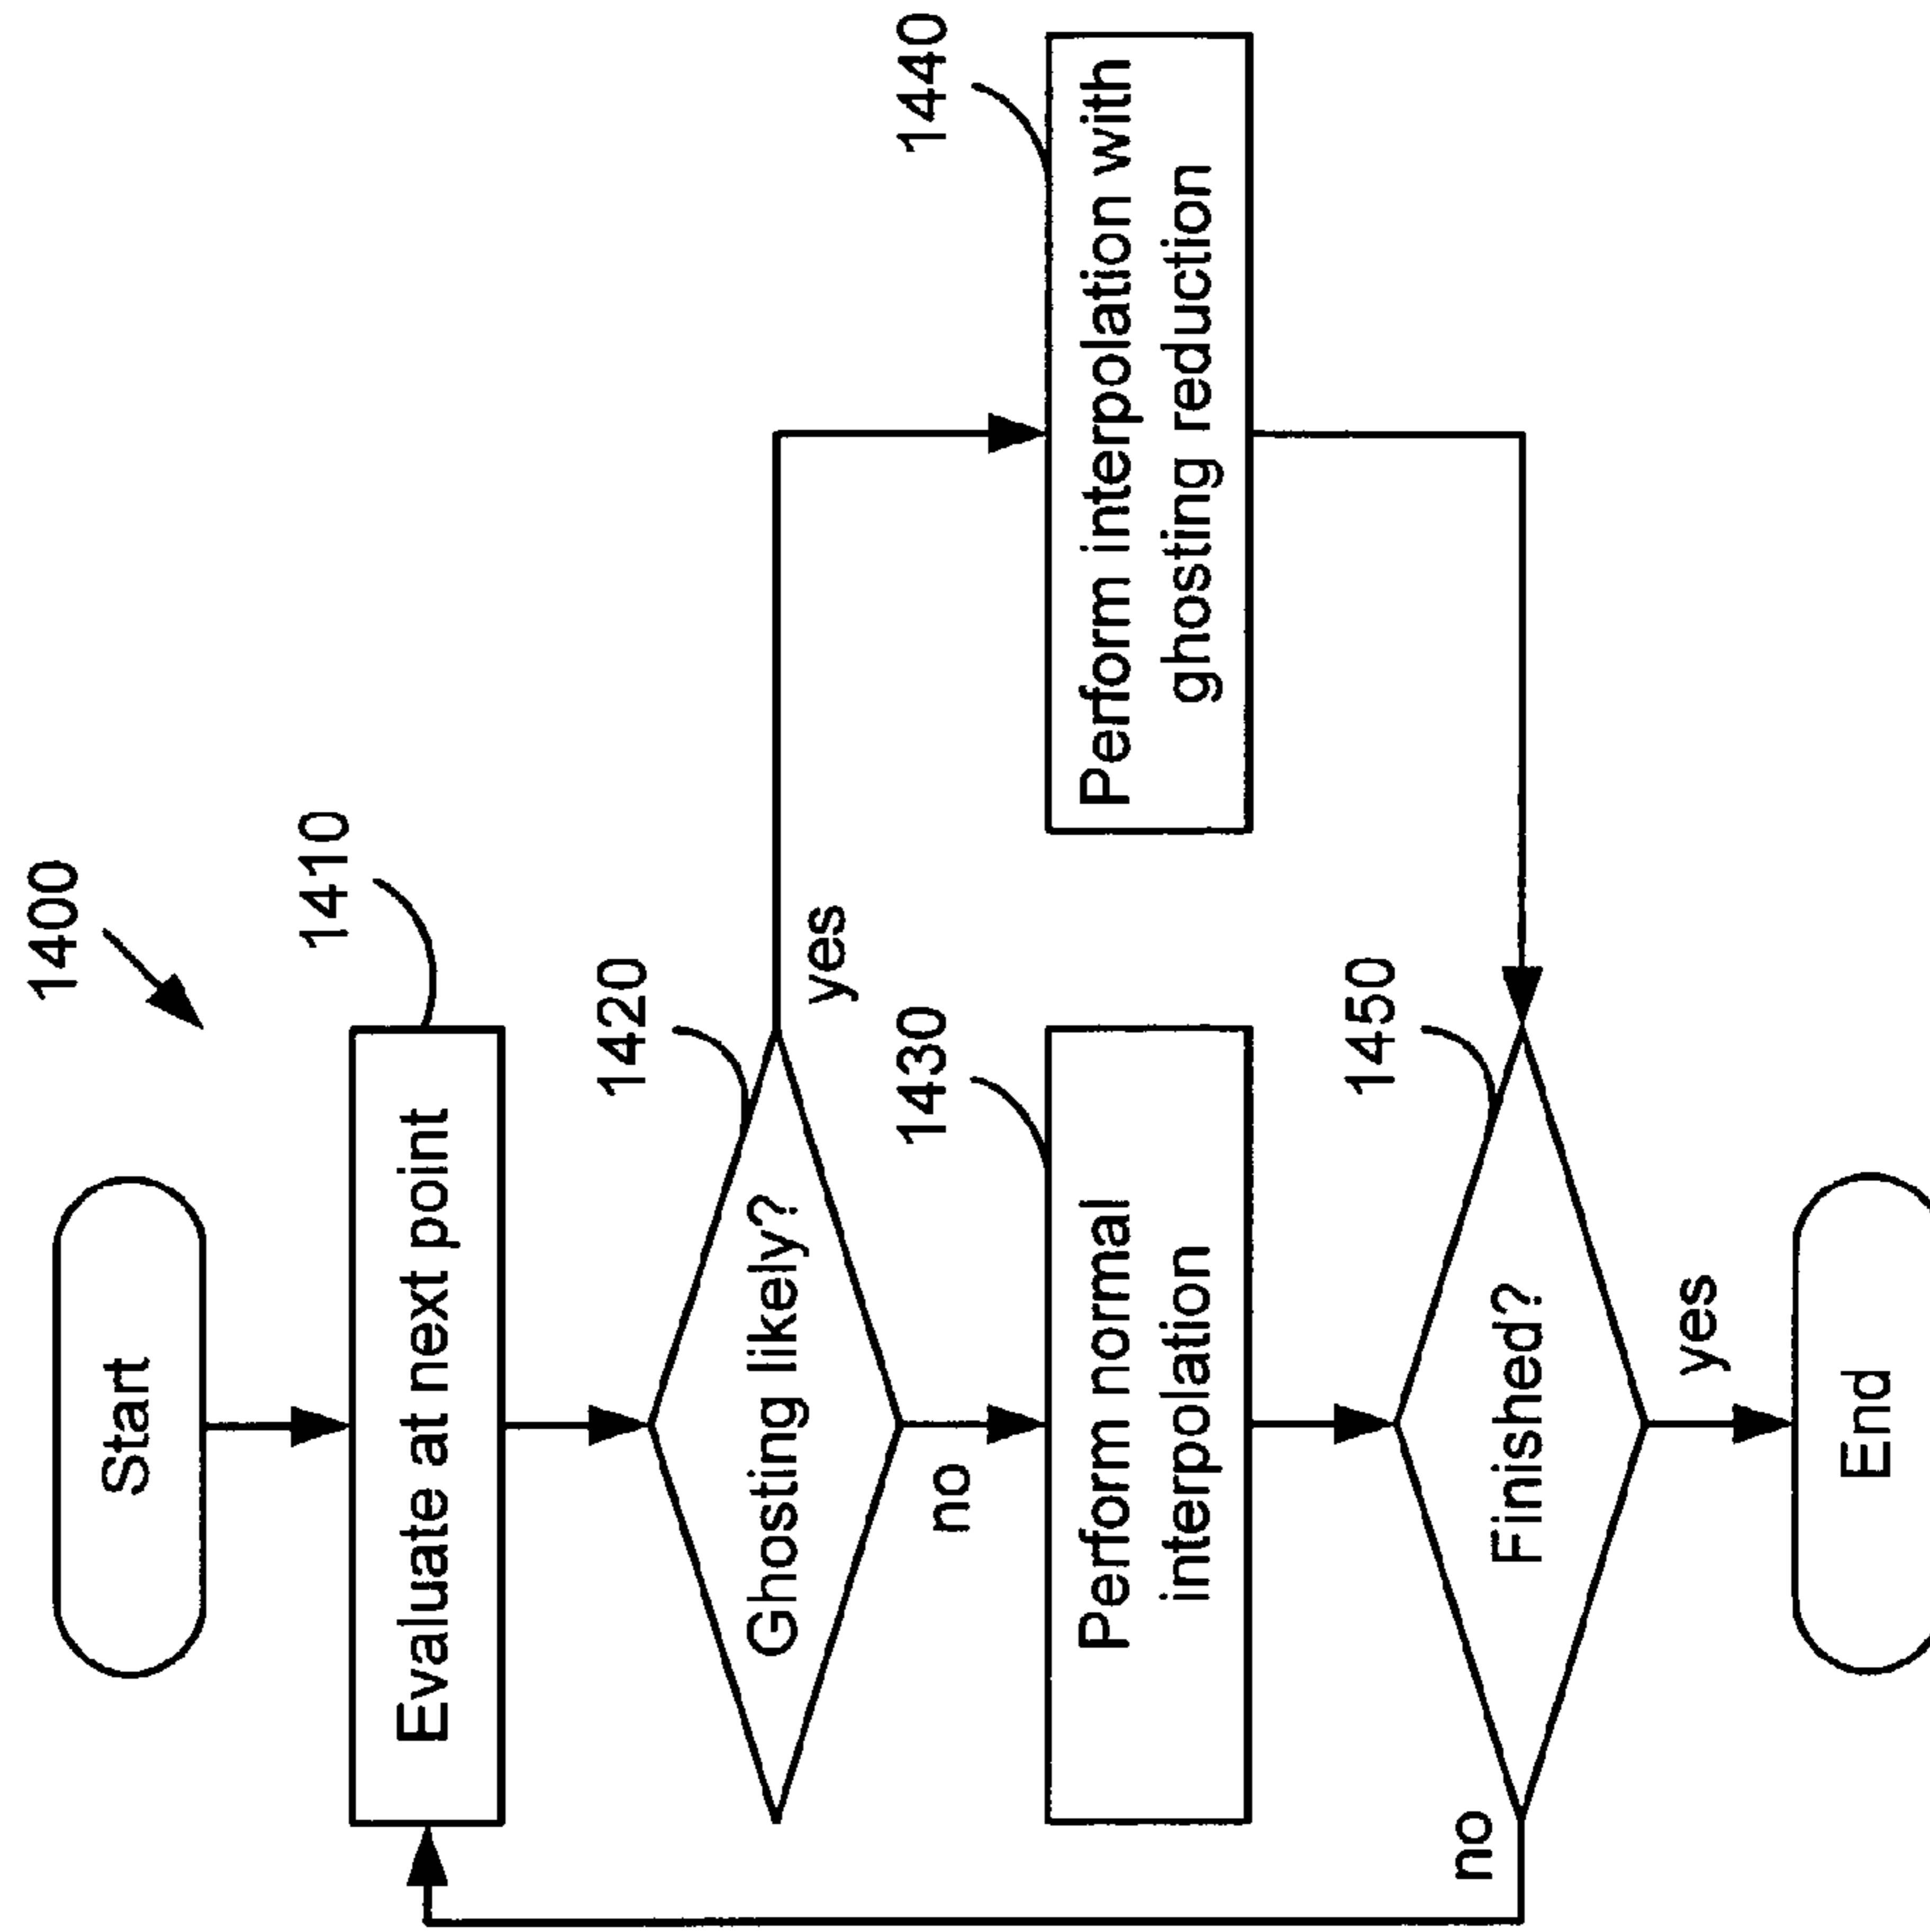 1400
Start
1410
Evaluate at next point
1420
Ghosting likely?
yes
no
1430
Perform normal
interpolation
1440
Perform interpolation with
ghosting reduction
1450
Finished?
no
yes
End